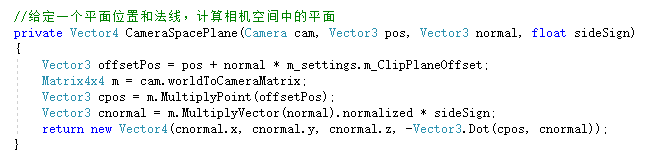 //给定一个平面位置和法线，计算相机空间中的平面
private Vector4 CameraSpacePlane(Camera cam, Vector3 pos, Vector3 normal, float sideSign)
{
Vector3 offsetPos = pos + normal * m_settings.m_ClipPlaneOffset;
Matrix4x4 m = cam.worldToCameraMatrix;
Vector3 cpos = m.MultiplyPoint(offsetPos);
Vector3 cnormal = m.MultiplyVector(normal).normalized * sideSign;
return new Vector4(cnormal.x, cnormal.y, cnormal.z, -Vector3.Dot(cpos, cnormal));
}